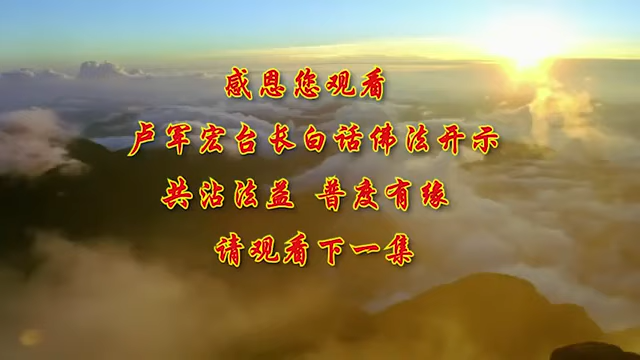 感恩您观看
卢军宏台长白话佛法开示
共沾法益 普度有缘
请观看下一集